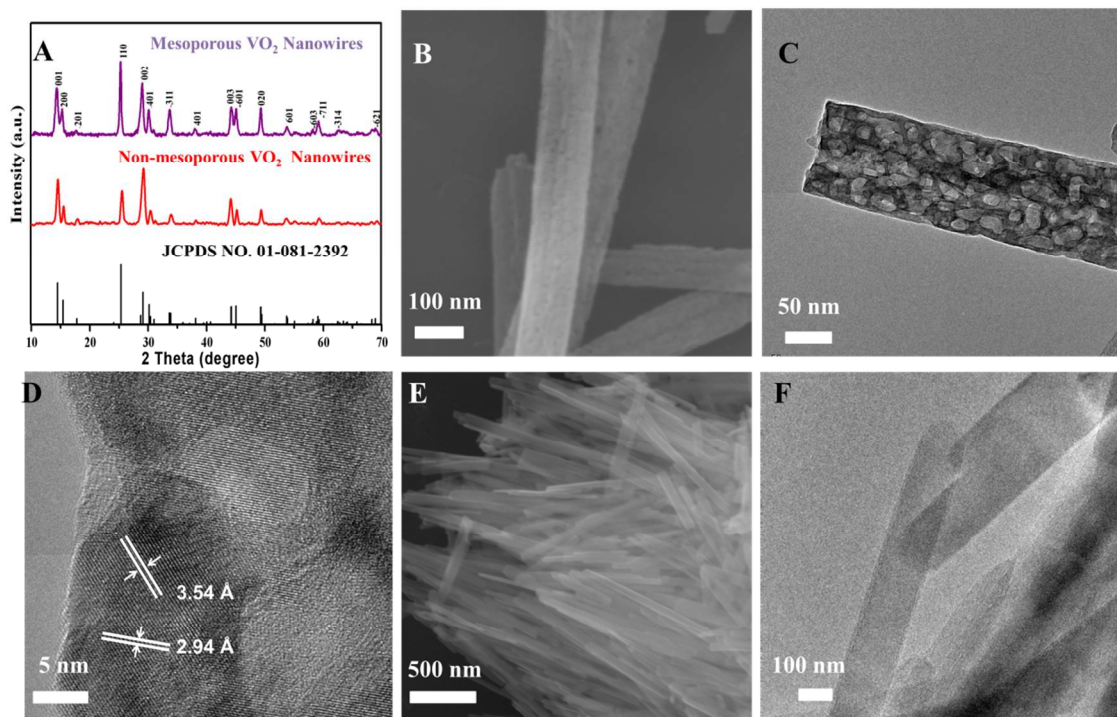 A
Mesoporous VO₂ Nanowires
001
200
-201
110
002
-401
-311
401
003
-601
020
601
-603
-711
-314
-621
Non-mesoporous VO₂ Nanowires
JCPDS NO. 01-081-2392
Intensity (a.u.)
10 20 30 40 50 60 70
2 Theta (degree)
B
100 nm
C
50 nm
D
3.54 Å
2.94 Å
5 nm
E
500 nm
F
100 nm